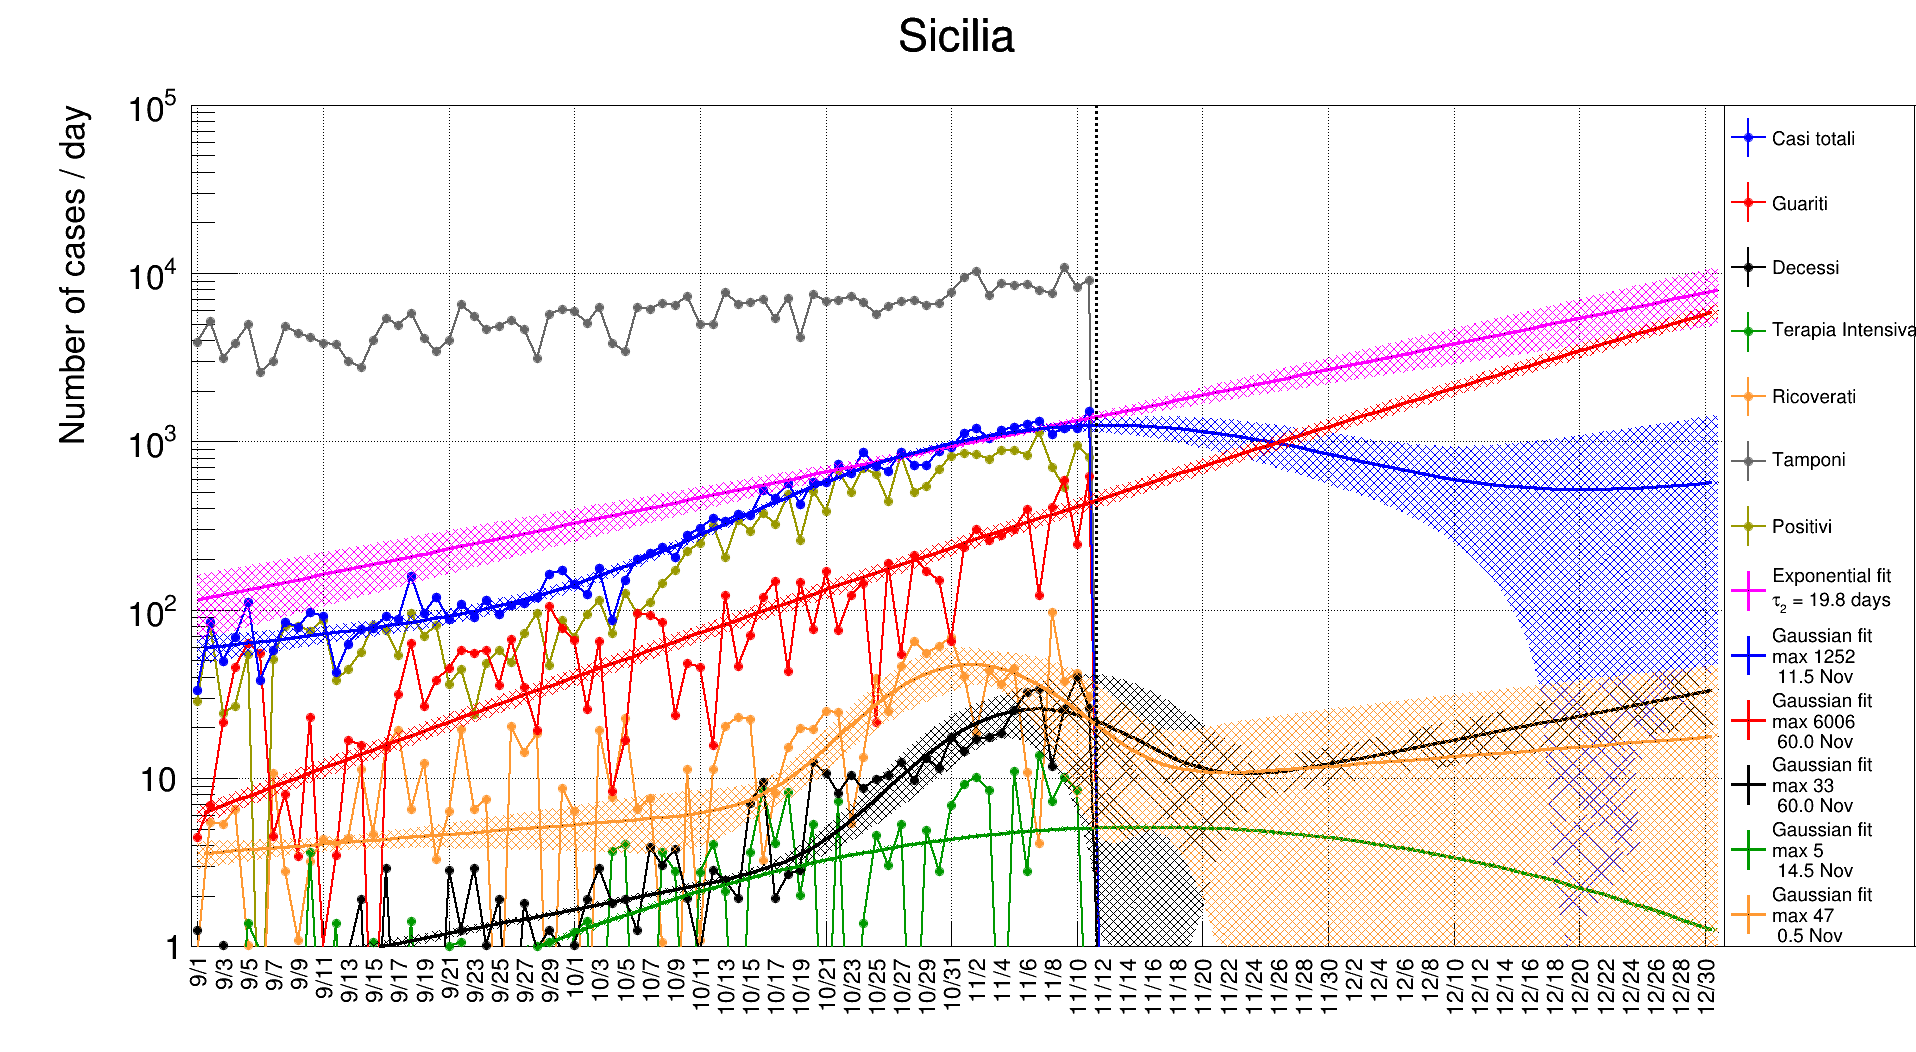 Sicilia
Number of cases / day
10^5
10^4
10^3
10^2
10
1
9/1 9/3 9/5 9/7 9/9 9/11 9/13 9/15 9/17 9/19 9/21 9/23 9/25 9/27 9/29 10/1 10/3 10/5 10/7 10/9 10/11 10/13 10/15 10/17 10/19 10/21 10/23 10/25 10/27 10/29 10/31 11/2 11/4 11/6 11/8 11/10 11/12 11/14 11/16 11/18 11/20 11/22 11/24 11/26 11/28 11/30 12/2 12/4 12/6 12/8 12/10 12/12 12/14 12/16 12/18 12/20 12/22 12/24 12/26 12/28 12/30
Casi totali
Guariti
Decessi
Terapia Intensiva
Ricoverati
Tamponi
Positivi
Exponential fit
τ2 = 19.8 days
Gaussian fit
max 1252
11.5 Nov
Gaussian fit
max 6006
60.0 Nov
Gaussian fit
max 33
60.0 Nov
Gaussian fit
max 5
14.5 Nov
Gaussian fit
max 47
0.5 Nov